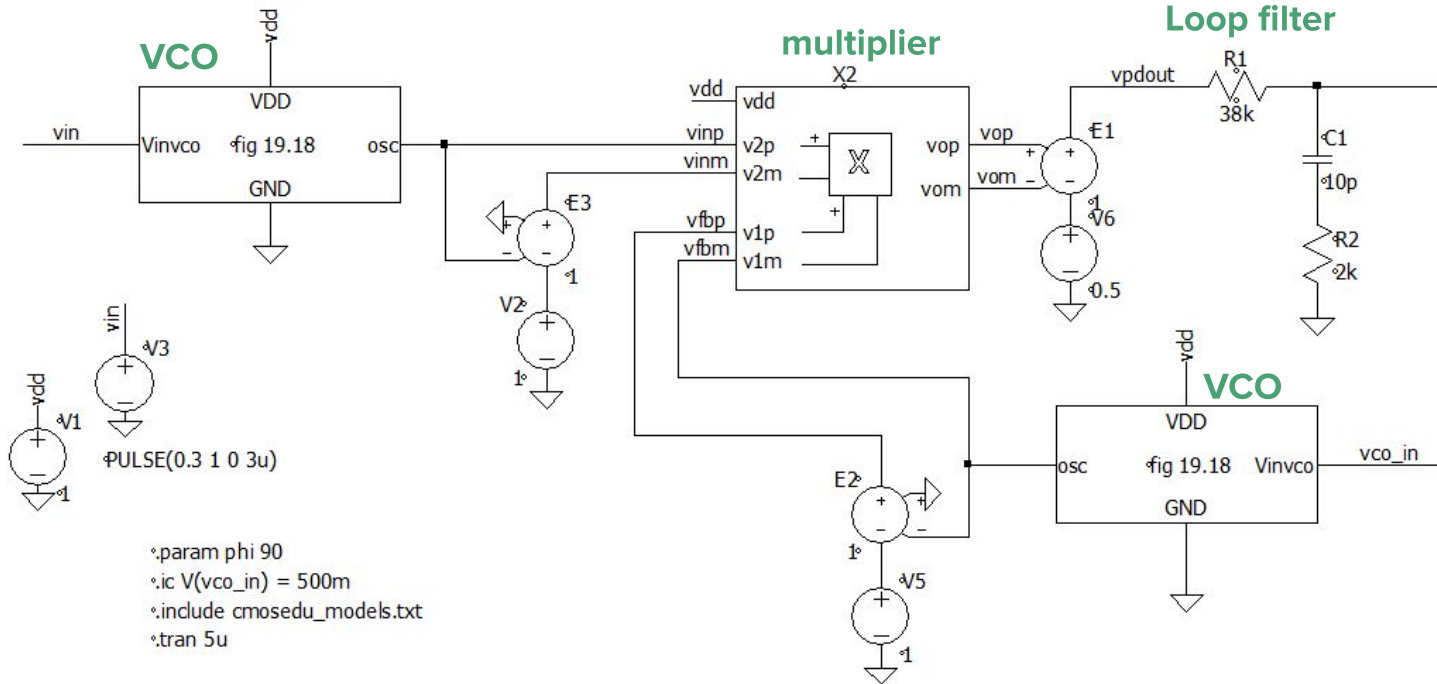 VCO
vdd
VDD
vin
Vinvco
fig 19.18
osc
GND
multiplier
X2
vdd
vdd
vinp
v2p
vinm
v2m
vfbp
v1p
vfbm
v1m
X
+
+
vop
vop
vom
vom
Loop filter
vpdout
R1
38k
C1
10p
R2
2k
E1
+
−
+
−
1
V6
+
−
0.5
E3
+
−
+
−
1
V2
+
−
1
vin
V3
+
−
PULSE(0.3 1 0 3u)
vdd
V1
+
−
1
E2
+
−
+
−
1
V5
+
−
1
VCO
vdd
VDD
osc
fig 19.18
Vinvco
vco_in
GND
.param phi 90
.ic V(vco_in) = 500m
.include cmosedu_models.txt
.tran 5u